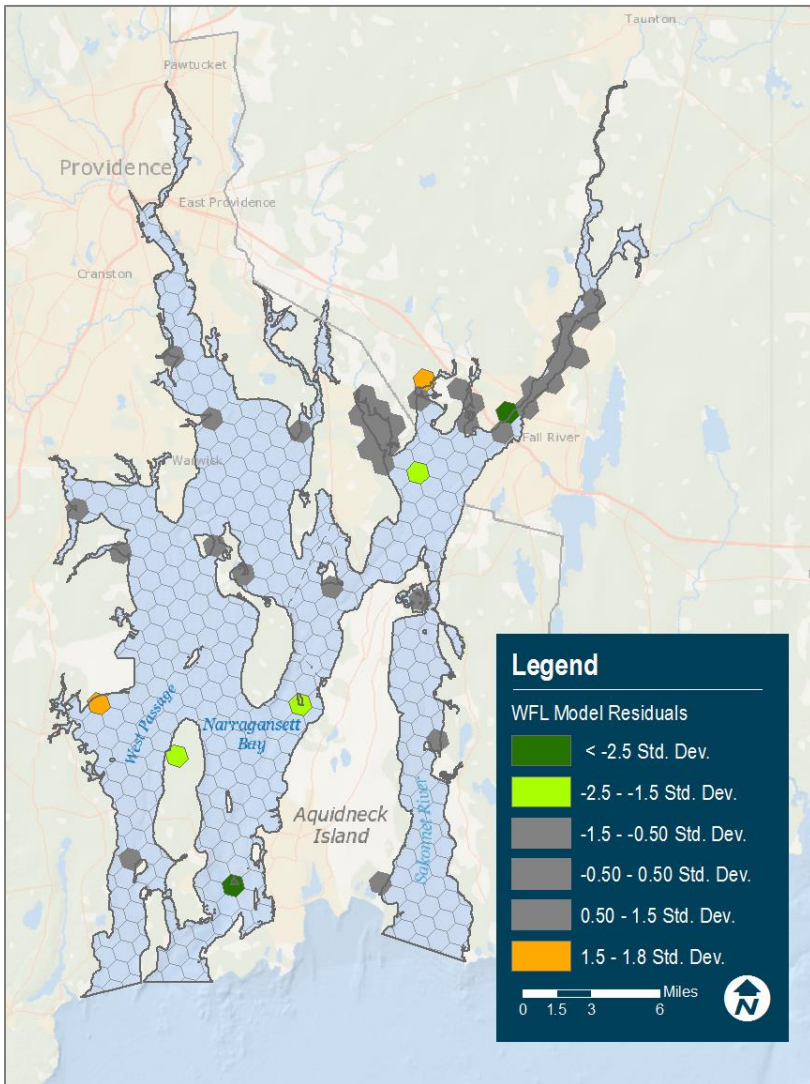 Taunton
Pawtucket
Providence
East Providence
Cranston
Fall River
Warwick
West Passage
Narragansett
Bay
Aquidneck
Island
Sakonnet River
Legend
WFL Model Residuals
< -2.5 Std. Dev.
-2.5 - -1.5 Std. Dev.
-1.5 - -0.50 Std. Dev.
-0.50 - 0.50 Std. Dev.
0.50 - 1.5 Std. Dev.
1.5 - 1.8 Std. Dev.
Miles
0 1.5 3 6
N